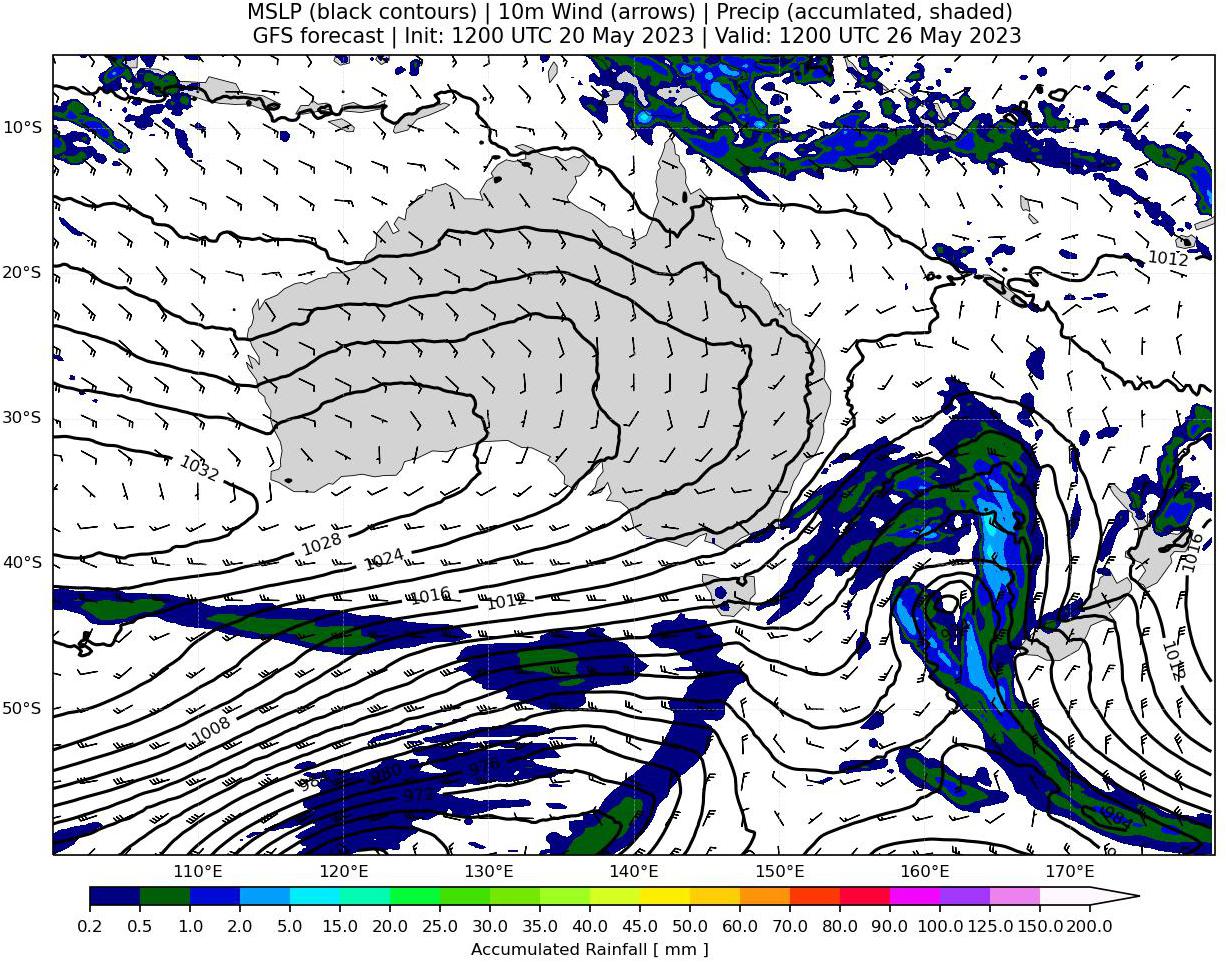 MSLP (black contours) | 10m Wind (arrows) | Precip (accumlated, shaded)
GFS forecast | Init: 1200 UTC 20 May 2023 | Valid: 1200 UTC 26 May 2023
10°S
20°S
1012
30°S
1032
1028
1024
1016
40°S
1016
1012
1012
50°S
1008
980
976
972
984
110°E 120°E 130°E 140°E 150°E 160°E 170°E
0.2 0.5 1.0 2.0 5.0 10.0 15.0 20.0 25.0 30.0 35.0 40.0 45.0 50.0 60.0 70.0 80.0 90.0 100.0 125.0 150.0 200.0
Accumulated Rainfall [ mm ]